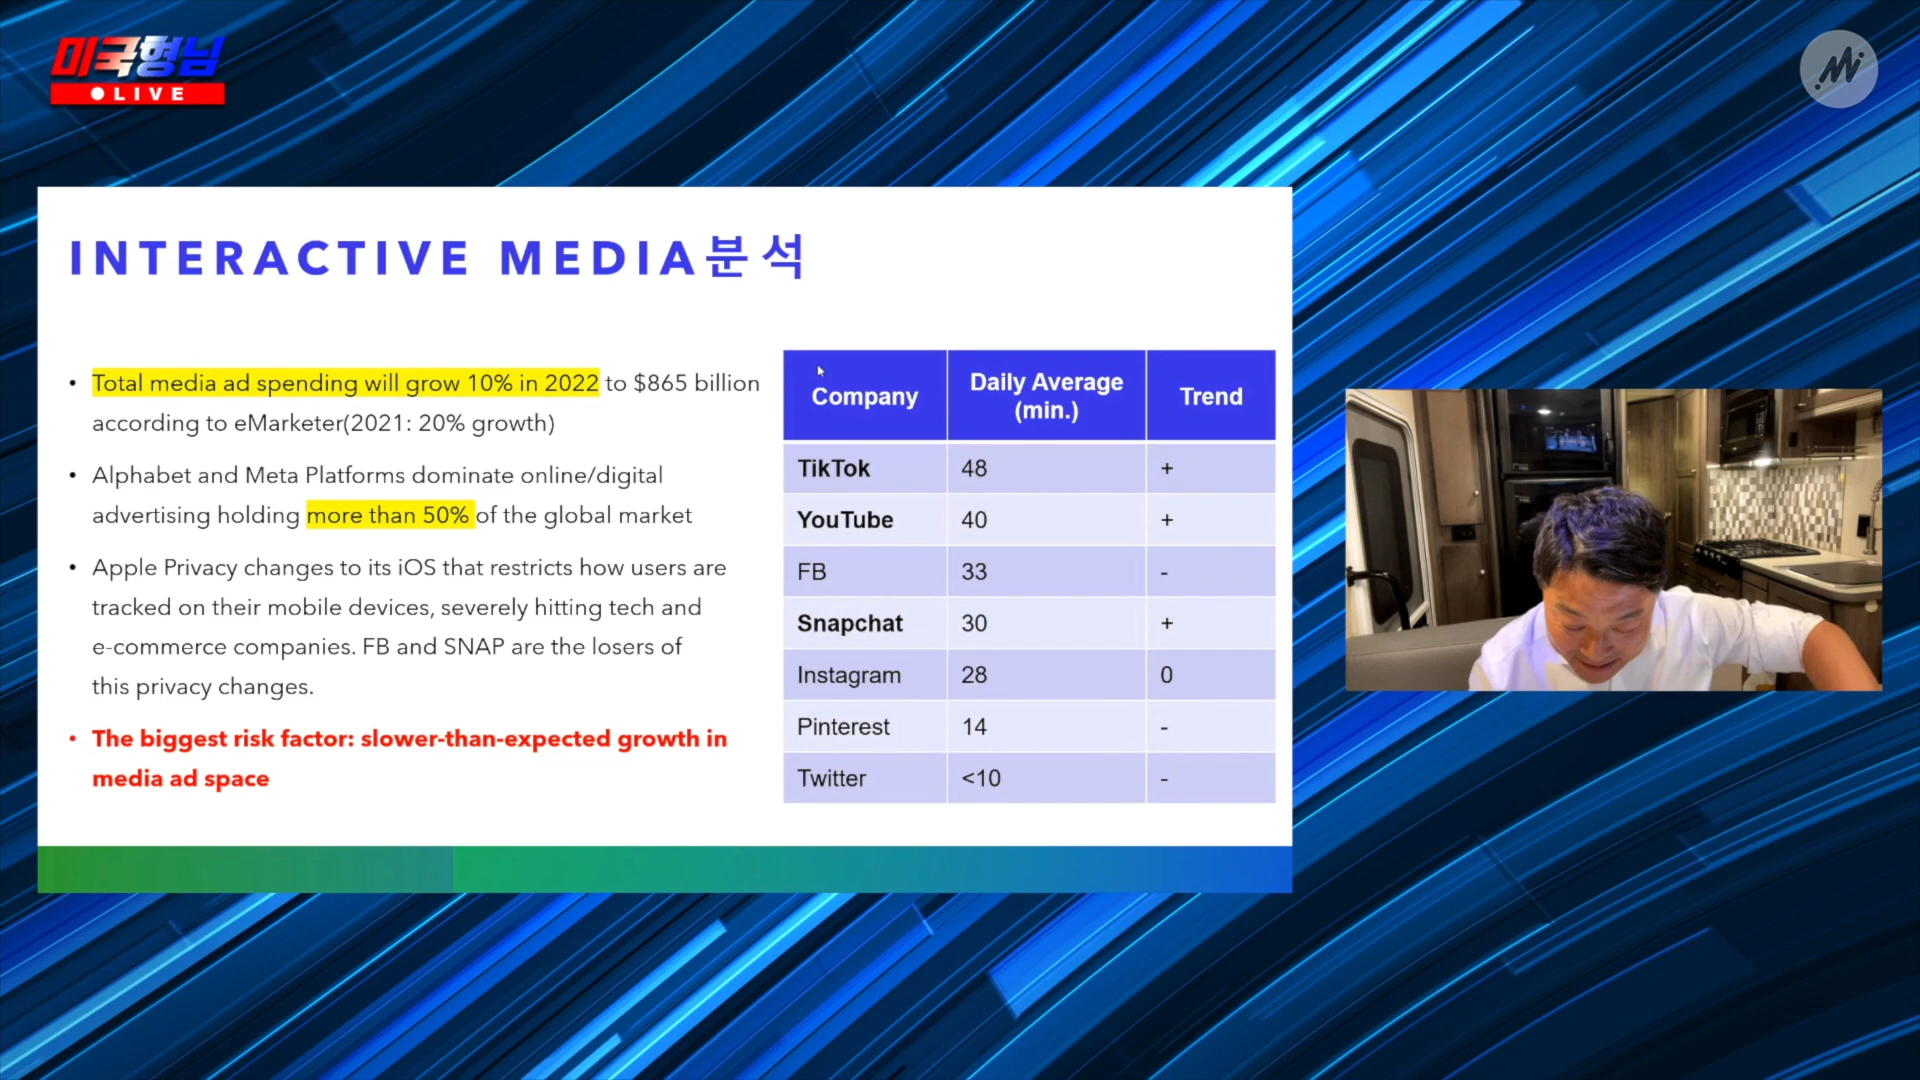 미국형님
LIVE
INTERACTIVE MEDIA분석
• Total media ad spending will grow 10% in 2022 to $865 billion
according to eMarketer(2021: 20% growth)
• Alphabet and Meta Platforms dominate online/digital
advertising holding more than 50% of the global market
• Apple Privacy changes to its iOS that restricts how users are
tracked on their mobile devices, severely hitting tech and
e-commerce companies. FB and SNAP are the losers of
this privacy changes.
• The biggest risk factor: slower-than-expected growth in
media ad space
Company Daily Average (min.) Trend
TikTok 48 +
YouTube 40 +
FB 33 -
Snapchat 30 +
Instagram 28 0
Pinterest 14 -
Twitter <10 -